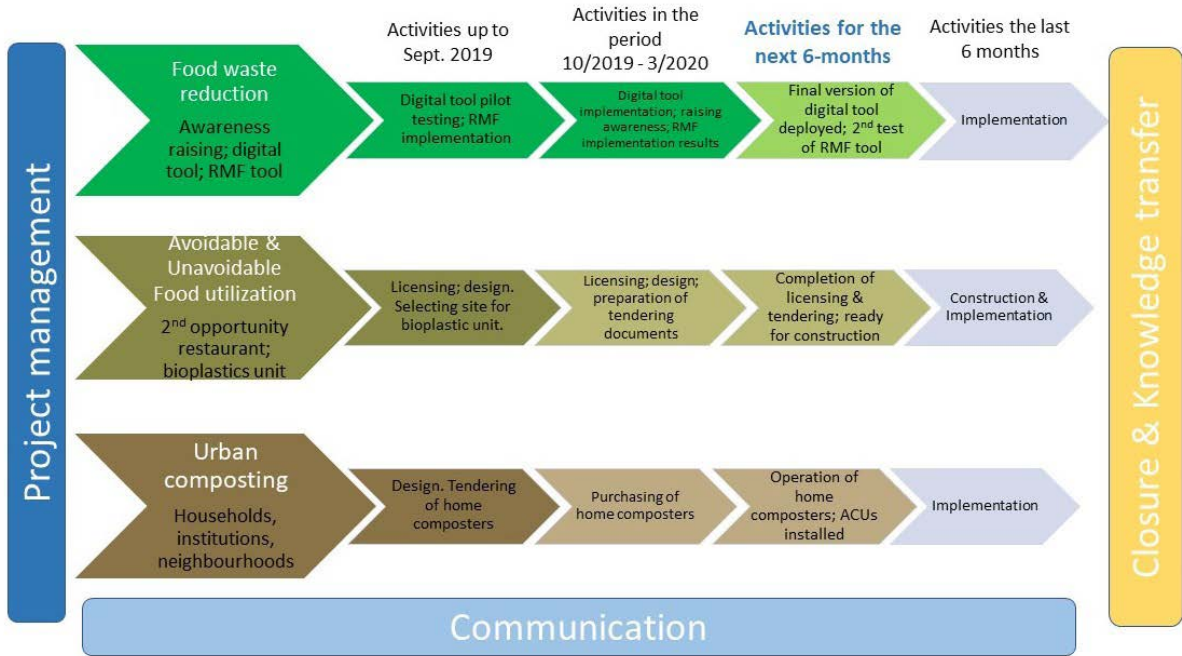 Project management
Activities up to
Sept. 2019
Activities in the
period
10/2019 - 3/2020
Activities for the
next 6-months
Activities the last
6 months
Food waste
reduction
Awareness
raising; digital
tool; RMF tool
Digital tool pilot
testing; RMF
implementation
Digital tool
implementation; raising
awareness; RMF
implementation results
Final version of
digital tool
deployed; 2nd test
of RMF tool
Implementation
Avoidable &
Unavoidable
Food utilization
2nd opportunity
restaurant;
bioplastics unit
Licensing; design.
Selecting site for
bioplastic unit.
Licensing; design;
preparation of
tendering
documents
Completion of
licensing &
tendering; ready
for construction
Construction &
Implementation
Urban
composting
Households,
institutions,
neighbourhoods
Design. Tendering
of home
composters
Purchasing of
home composters
Operation of
home
composters; ACUs
installed
Implementation
Closure & Knowledge transfer
Communication